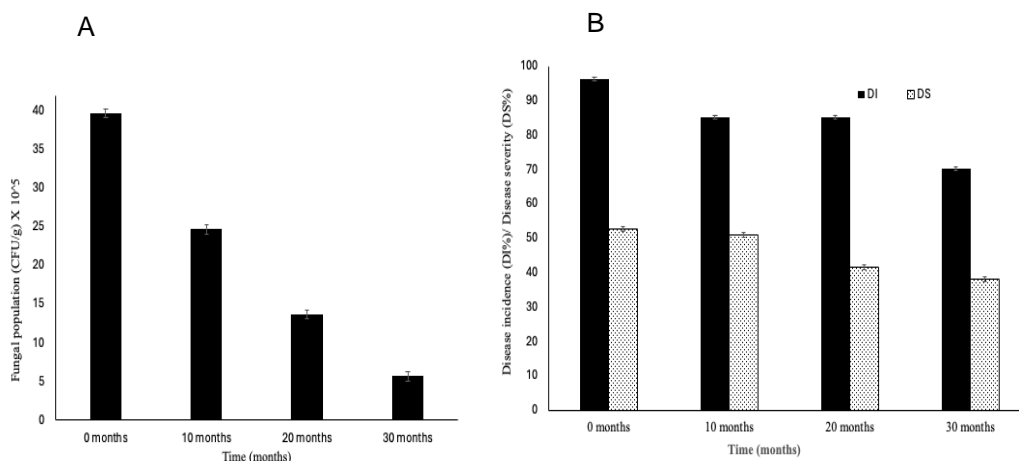 A
Fungal population (CFU/g) X 10^5
40
35
30
25
20
15
10
5
0
0 months
10 months
20 months
30 months
Time (months)
B
Disease incidence (DI%)/ Disease severity (DS%)
100
90
80
70
60
50
40
30
20
10
0
DI
DS
0 months
10 months
20 months
30 months
Time (months)